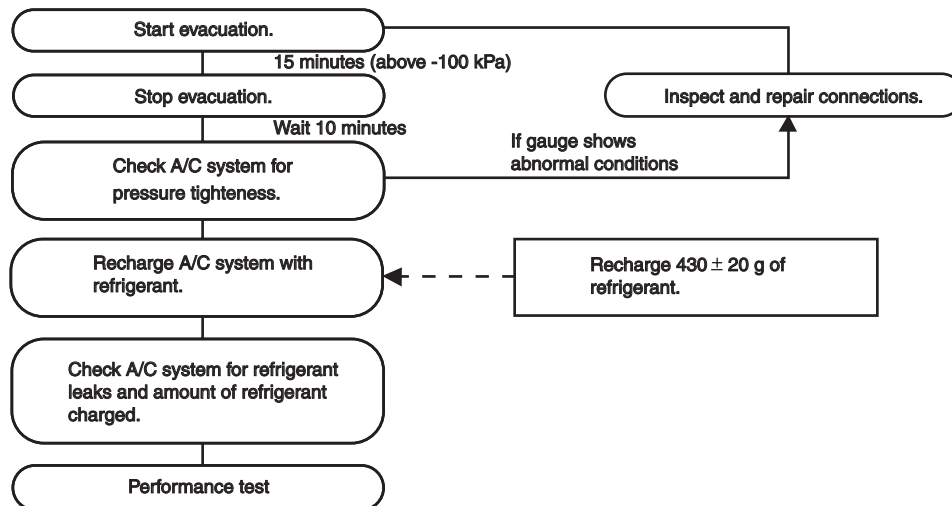 Start evacuation.
15 minutes (above -100 kPa)
Stop evacuation.
Inspect and repair connections.
Wait 10 minutes
If gauge shows
abnormal conditions
Check A/C system for
pressure tighteness.
Recharge A/C system with
refrigerant.
Recharge 430 ± 20 g of
refrigerant.
Check A/C system for refrigerant
leaks and amount of refrigerant
charged.
Performance test